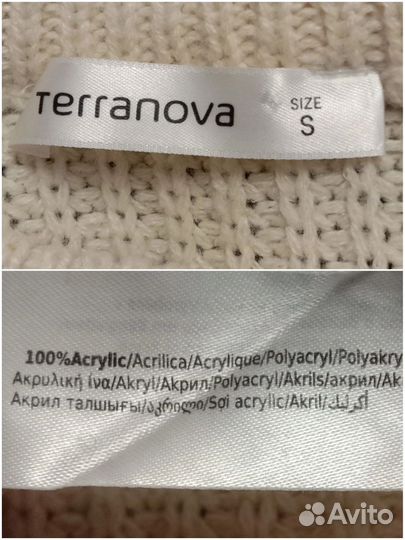 Terranova
SIZE
S
100%Acrylic/Acrilica/Acrylique/Polyacryl/Polyakry
Ακρυλική ίνα/Akryl/Акрил/Polyacryl/Akrils/акрил/Ak
Акрил талшығы/აკრილი/Sợi acrylic/Akril/أكرليك
Avito